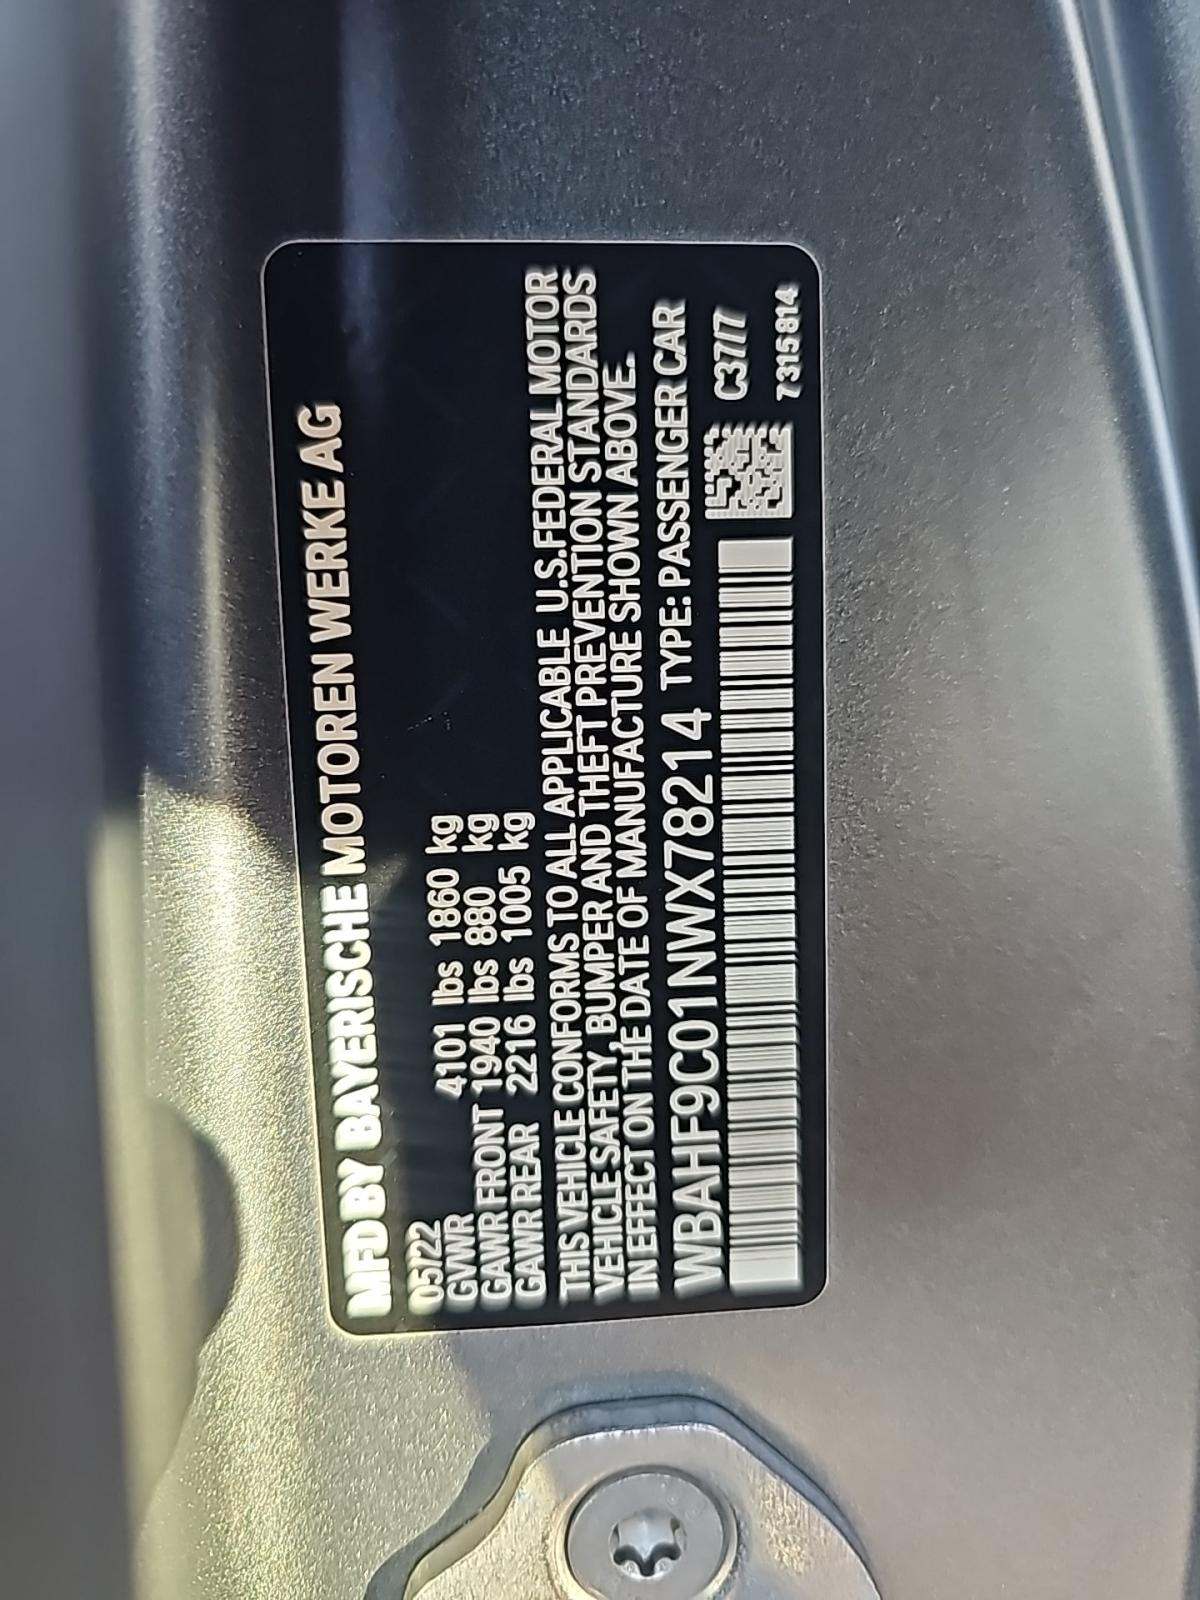 MFD BY BAYERISCHE MOTOREN WERKE AG
05/22
GVWR 4101 lbs 1860 kg
GAWR FRONT 1940 lbs 880 kg
GAWR REAR 2216 lbs 1005 kg
THIS VEHICLE CONFORMS TO ALL APPLICABLE U.S.FEDERAL MOTOR
VEHICLE SAFETY, BUMPER AND THEFT PREVENTION STANDARDS
IN EFFECT ON THE DATE OF MANUFACTURE SHOWN ABOVE.
WBAHF9C01NWX78214 TYPE: PASSENGER CAR
C37/7
7315814